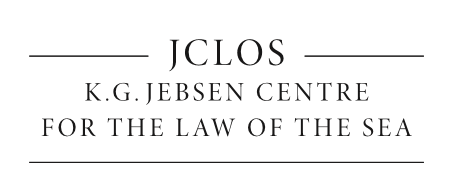 JCLOS
K.G. JEBSEN CENTRE
FOR THE LAW OF THE SEA